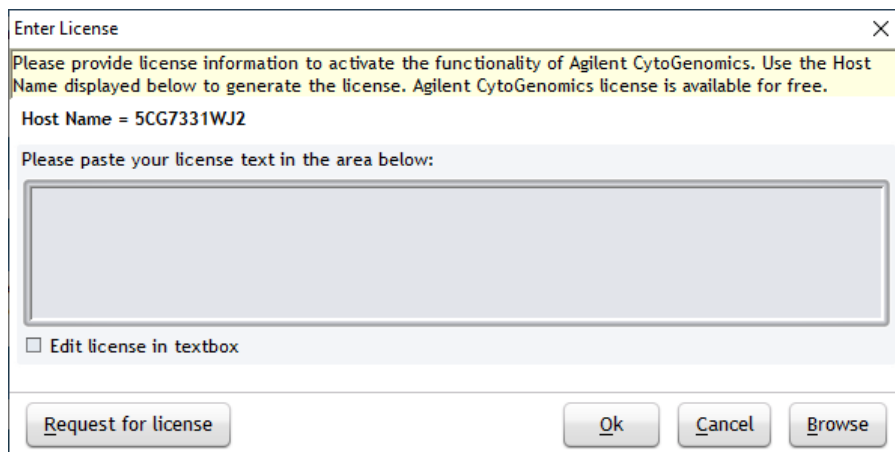 Enter License
Please provide license information to activate the functionality of Agilent CytoGenomics. Use the Host
Name displayed below to generate the license. Agilent CytoGenomics license is available for free.
Host Name = 5CG7331WJ2
Please paste your license text in the area below:
Edit license in textbox
Request for license Ok Cancel Browse